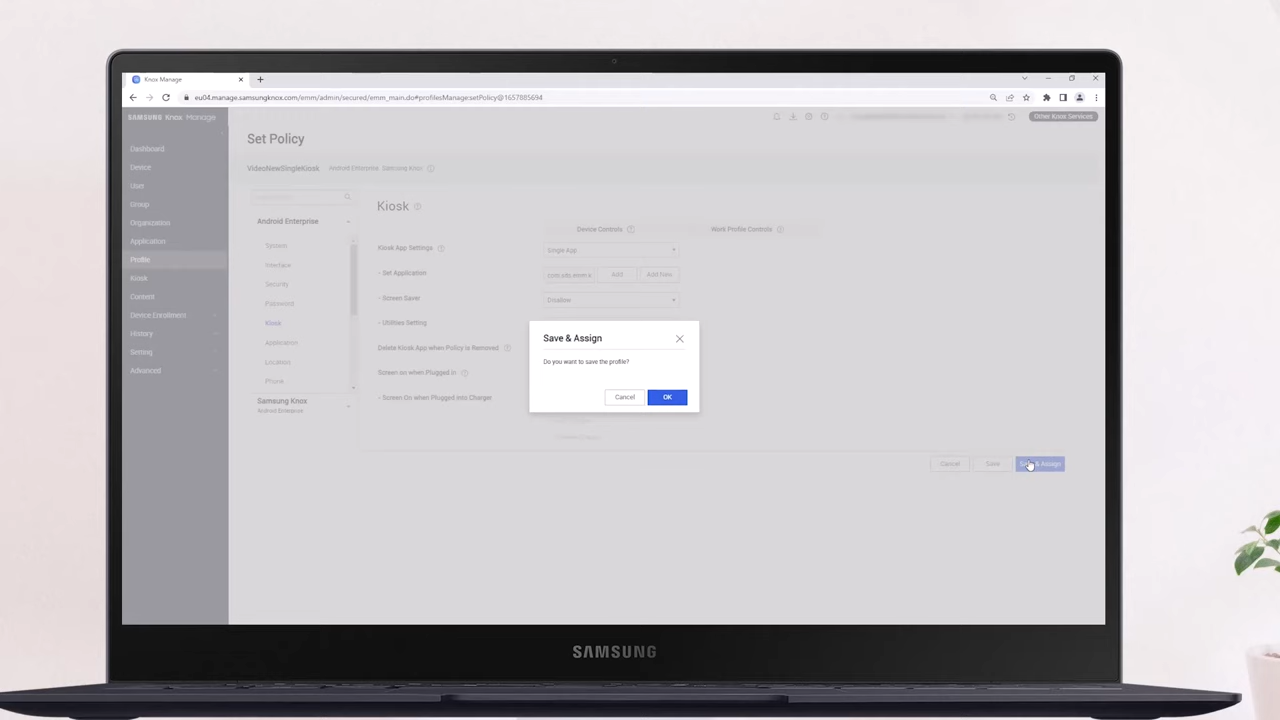 Knox Manage
eu04.manage.samsungknox.com/emm/admin/secured/emm_main.do#profilesManage:setPolicy@1657885694
SAMSUNG Knox Manage
Other Knox Services
Dashboard
Device
User
Group
Organization
Application
Profile
Kiosk
Content
Device Enrollment
History
Setting
Advanced
Set Policy
VideoNewSingleKiosk
Android Enterprise, Samsung Knox
Android Enterprise
System
Interface
Security
Password
Kiosk
Application
Location
Phone
Samsung Knox
Android Enterprise
Kiosk
Device Controls
Work Profile Controls
Kiosk App Settings
Single App
- Set Application
Add
Add New
- Screen Saver
Disallow
- Utilities Setting
Delete Kiosk App when Policy is Removed
Screen on when Plugged in
- Screen On when Plugged into Charger
Save & Assign
Do you want to save the profile?
Cancel
OK
Cancel
Save
Save & Assign
SAMSUNG